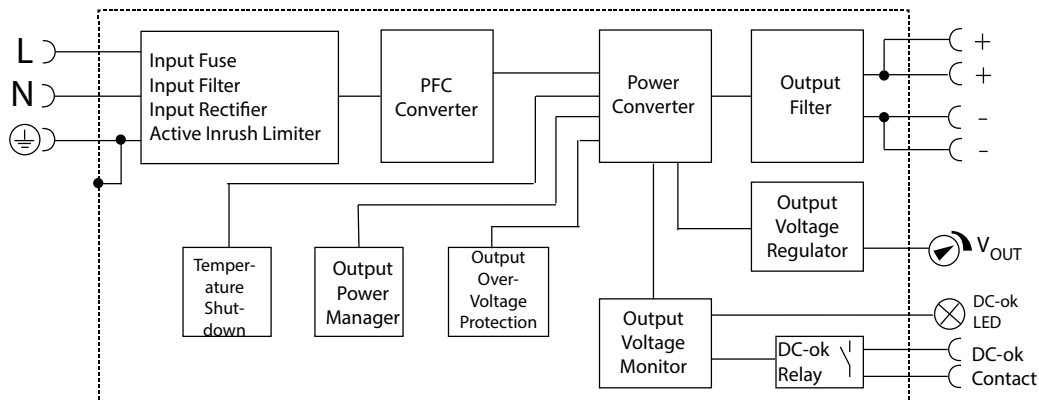 L
N
Input Fuse
Input Filter
Input Rectifier
Active Inrush Limiter
PFC
Converter
Power
Converter
Output
Filter
+
+
–
–
Temper-
ature
Shut-
down
Output
Power
Manager
Output
Over-
Voltage
Protection
Output
Voltage
Regulator
VOUT
Output
Voltage
Monitor
DC-ok
LED
DC-ok
Relay
DC-ok
Contact